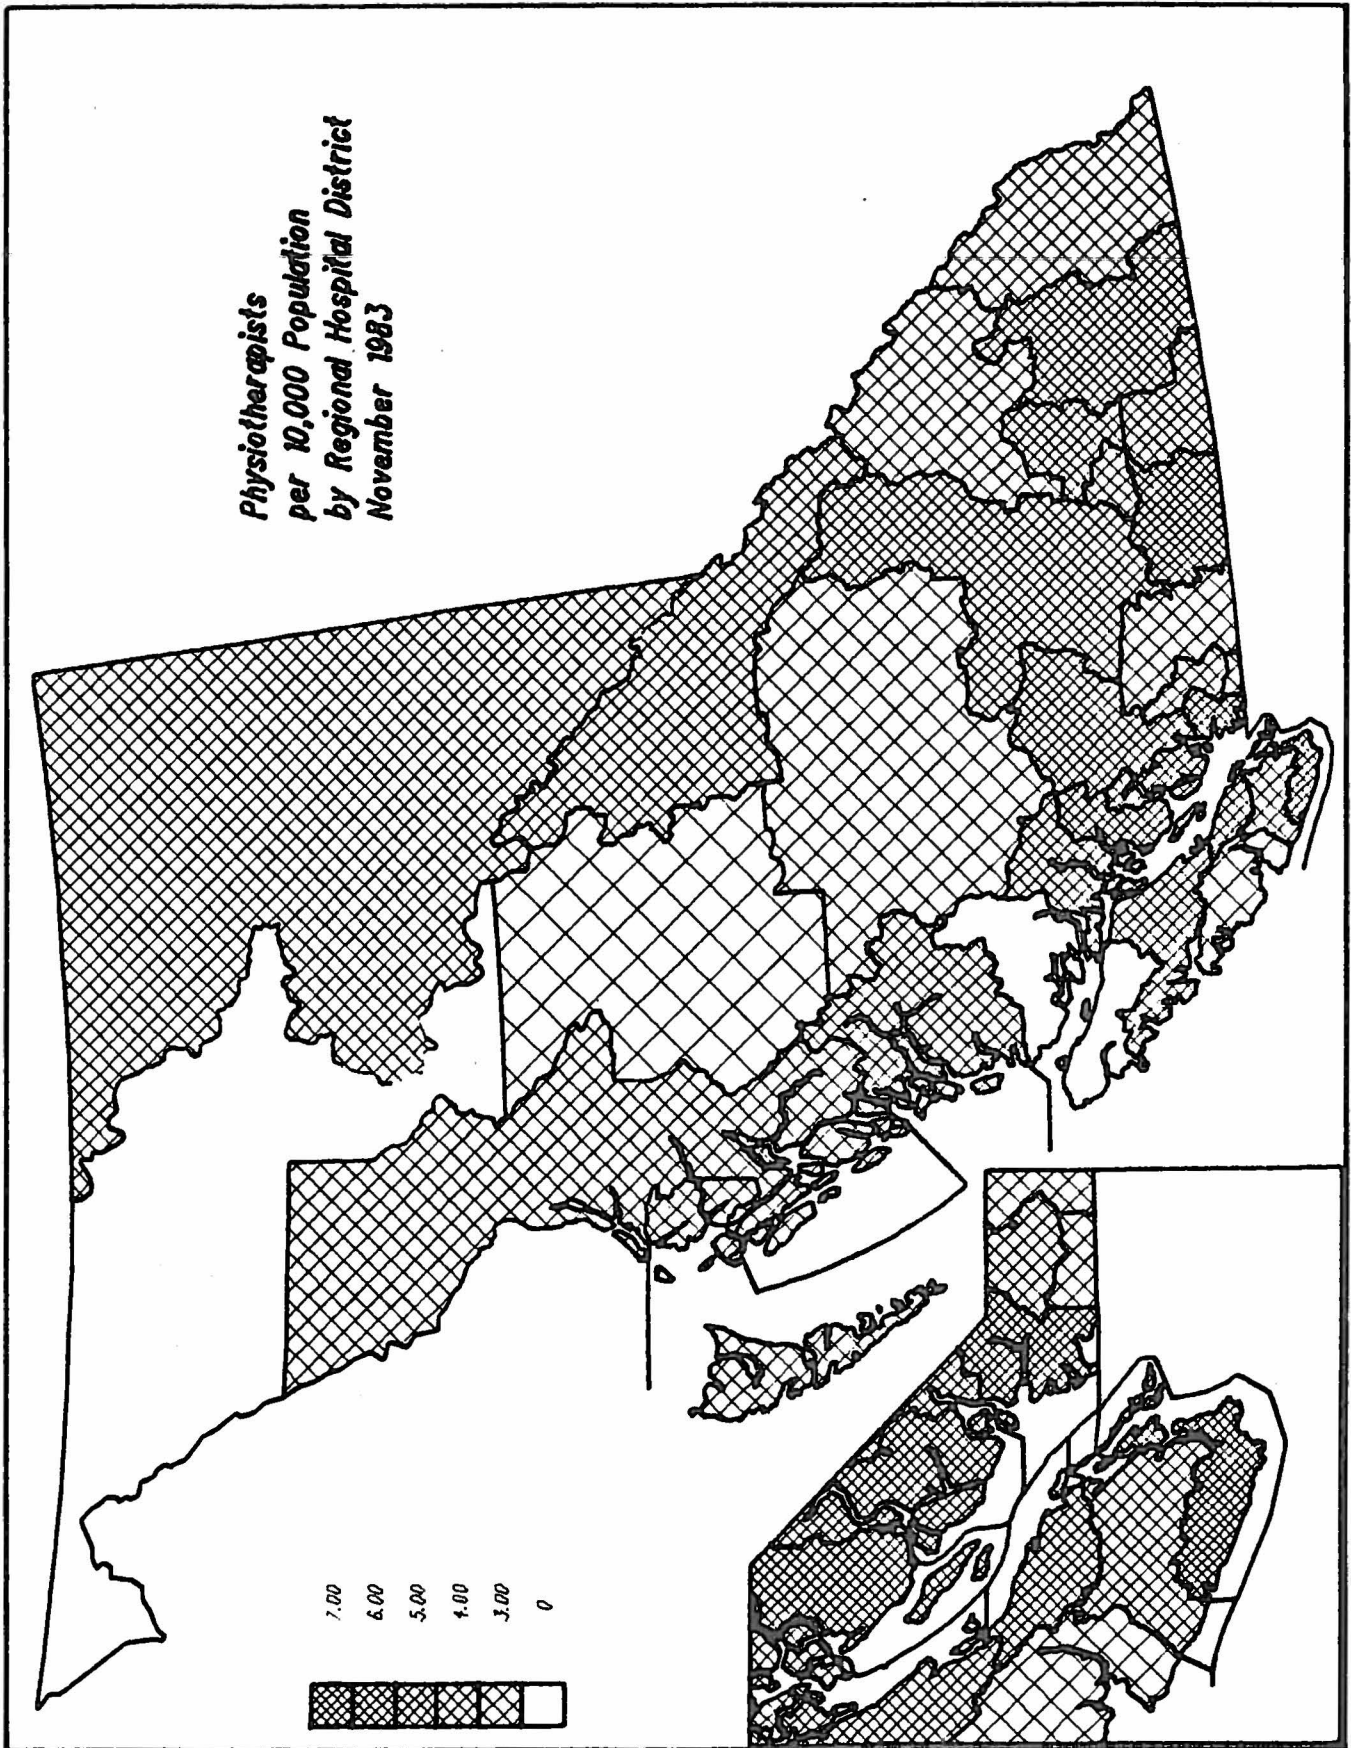 Physiotherapists
per 10,000 Population
by Regional Hospital District
November 1983
7.00
6.00
5.00
4.00
3.00
0